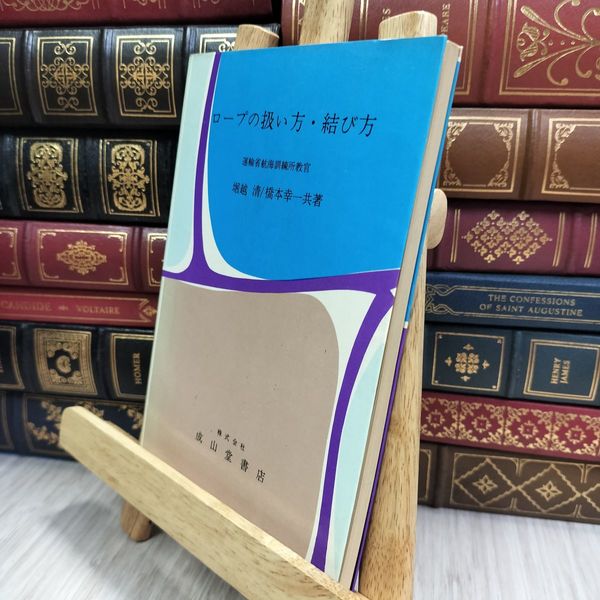 ロープの扱い方・結び方
運輸省航海訓練所教官
堀越 清/橋本幸一共著
株式会社
成山堂書店
CANDIDE
VOLTAIRE
HOMER
THE CONFESSIONS
OF SAINT AUGUSTINE
HENRY
JAMES